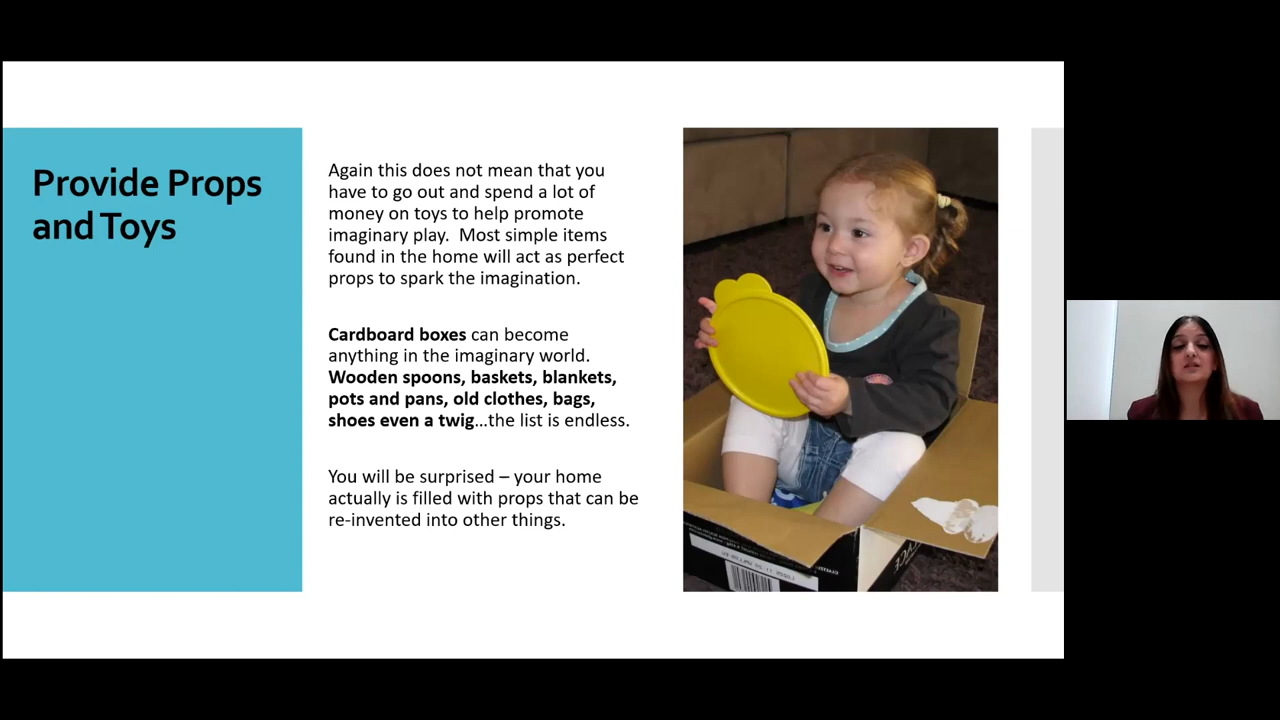 Provide Props
and Toys
Again this does not mean that you
have to go out and spend a lot of
money on toys to help promote
imaginary play.  Most simple items
found in the home will act as perfect
props to spark the imagination.
Cardboard boxes can become
anything in the imaginary world.
Wooden spoons, baskets, blankets,
pots and pans, old clothes, bags,
shoes even a twig...the list is endless.
You will be surprised – your home
actually is filled with props that can be
re-invented into other things.